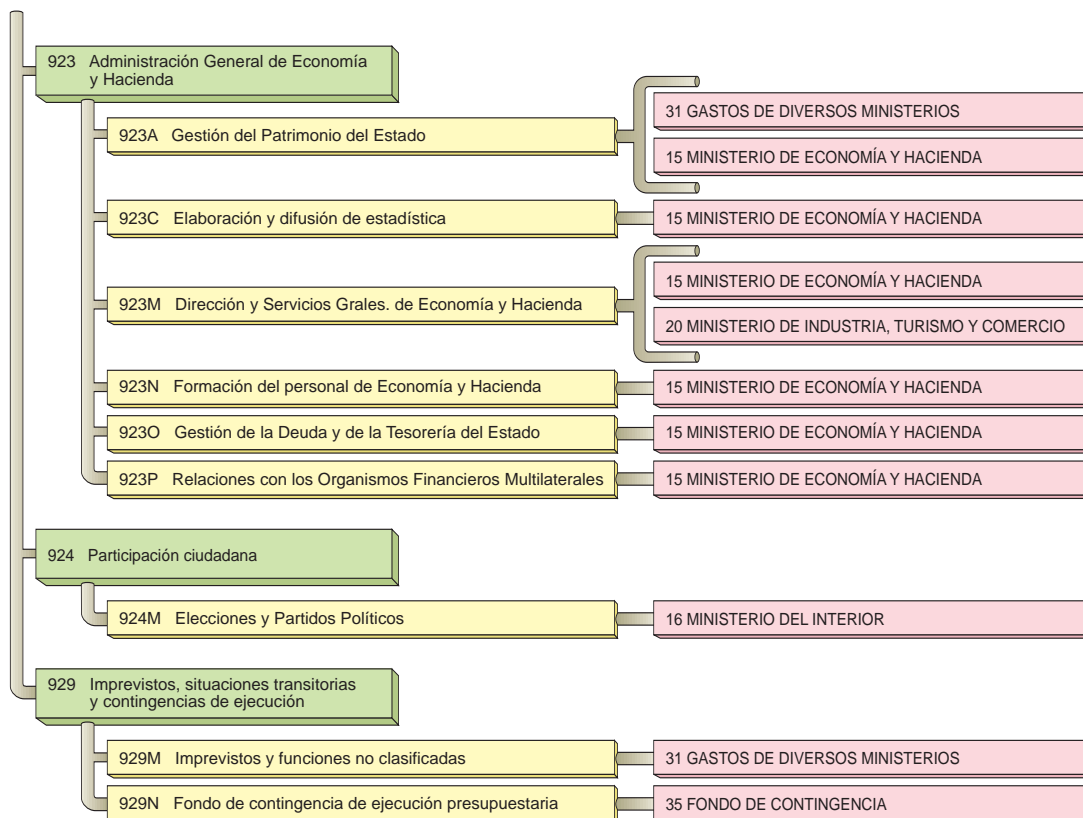 923 Administración General de Economía
y Hacienda
923A Gestión del Patrimonio del Estado
31 GASTOS DE DIVERSOS MINISTERIOS
15 MINISTERIO DE ECONOMÍA Y HACIENDA
923C Elaboración y difusión de estadística
15 MINISTERIO DE ECONOMÍA Y HACIENDA
923M Dirección y Servicios Grales. de Economía y Hacienda
15 MINISTERIO DE ECONOMÍA Y HACIENDA
20 MINISTERIO DE INDUSTRIA, TURISMO Y COMERCIO
923N Formación del personal de Economía y Hacienda
15 MINISTERIO DE ECONOMÍA Y HACIENDA
923O Gestión de la Deuda y de la Tesorería del Estado
15 MINISTERIO DE ECONOMÍA Y HACIENDA
923P Relaciones con los Organismos Financieros Multilaterales
15 MINISTERIO DE ECONOMÍA Y HACIENDA
924 Participación ciudadana
924M Elecciones y Partidos Políticos
16 MINISTERIO DEL INTERIOR
929 Imprevistos, situaciones transitorias
y contingencias de ejecución
929M Imprevistos y funciones no clasificadas
31 GASTOS DE DIVERSOS MINISTERIOS
929N Fondo de contingencia de ejecución presupuestaria
35 FONDO DE CONTINGENCIA